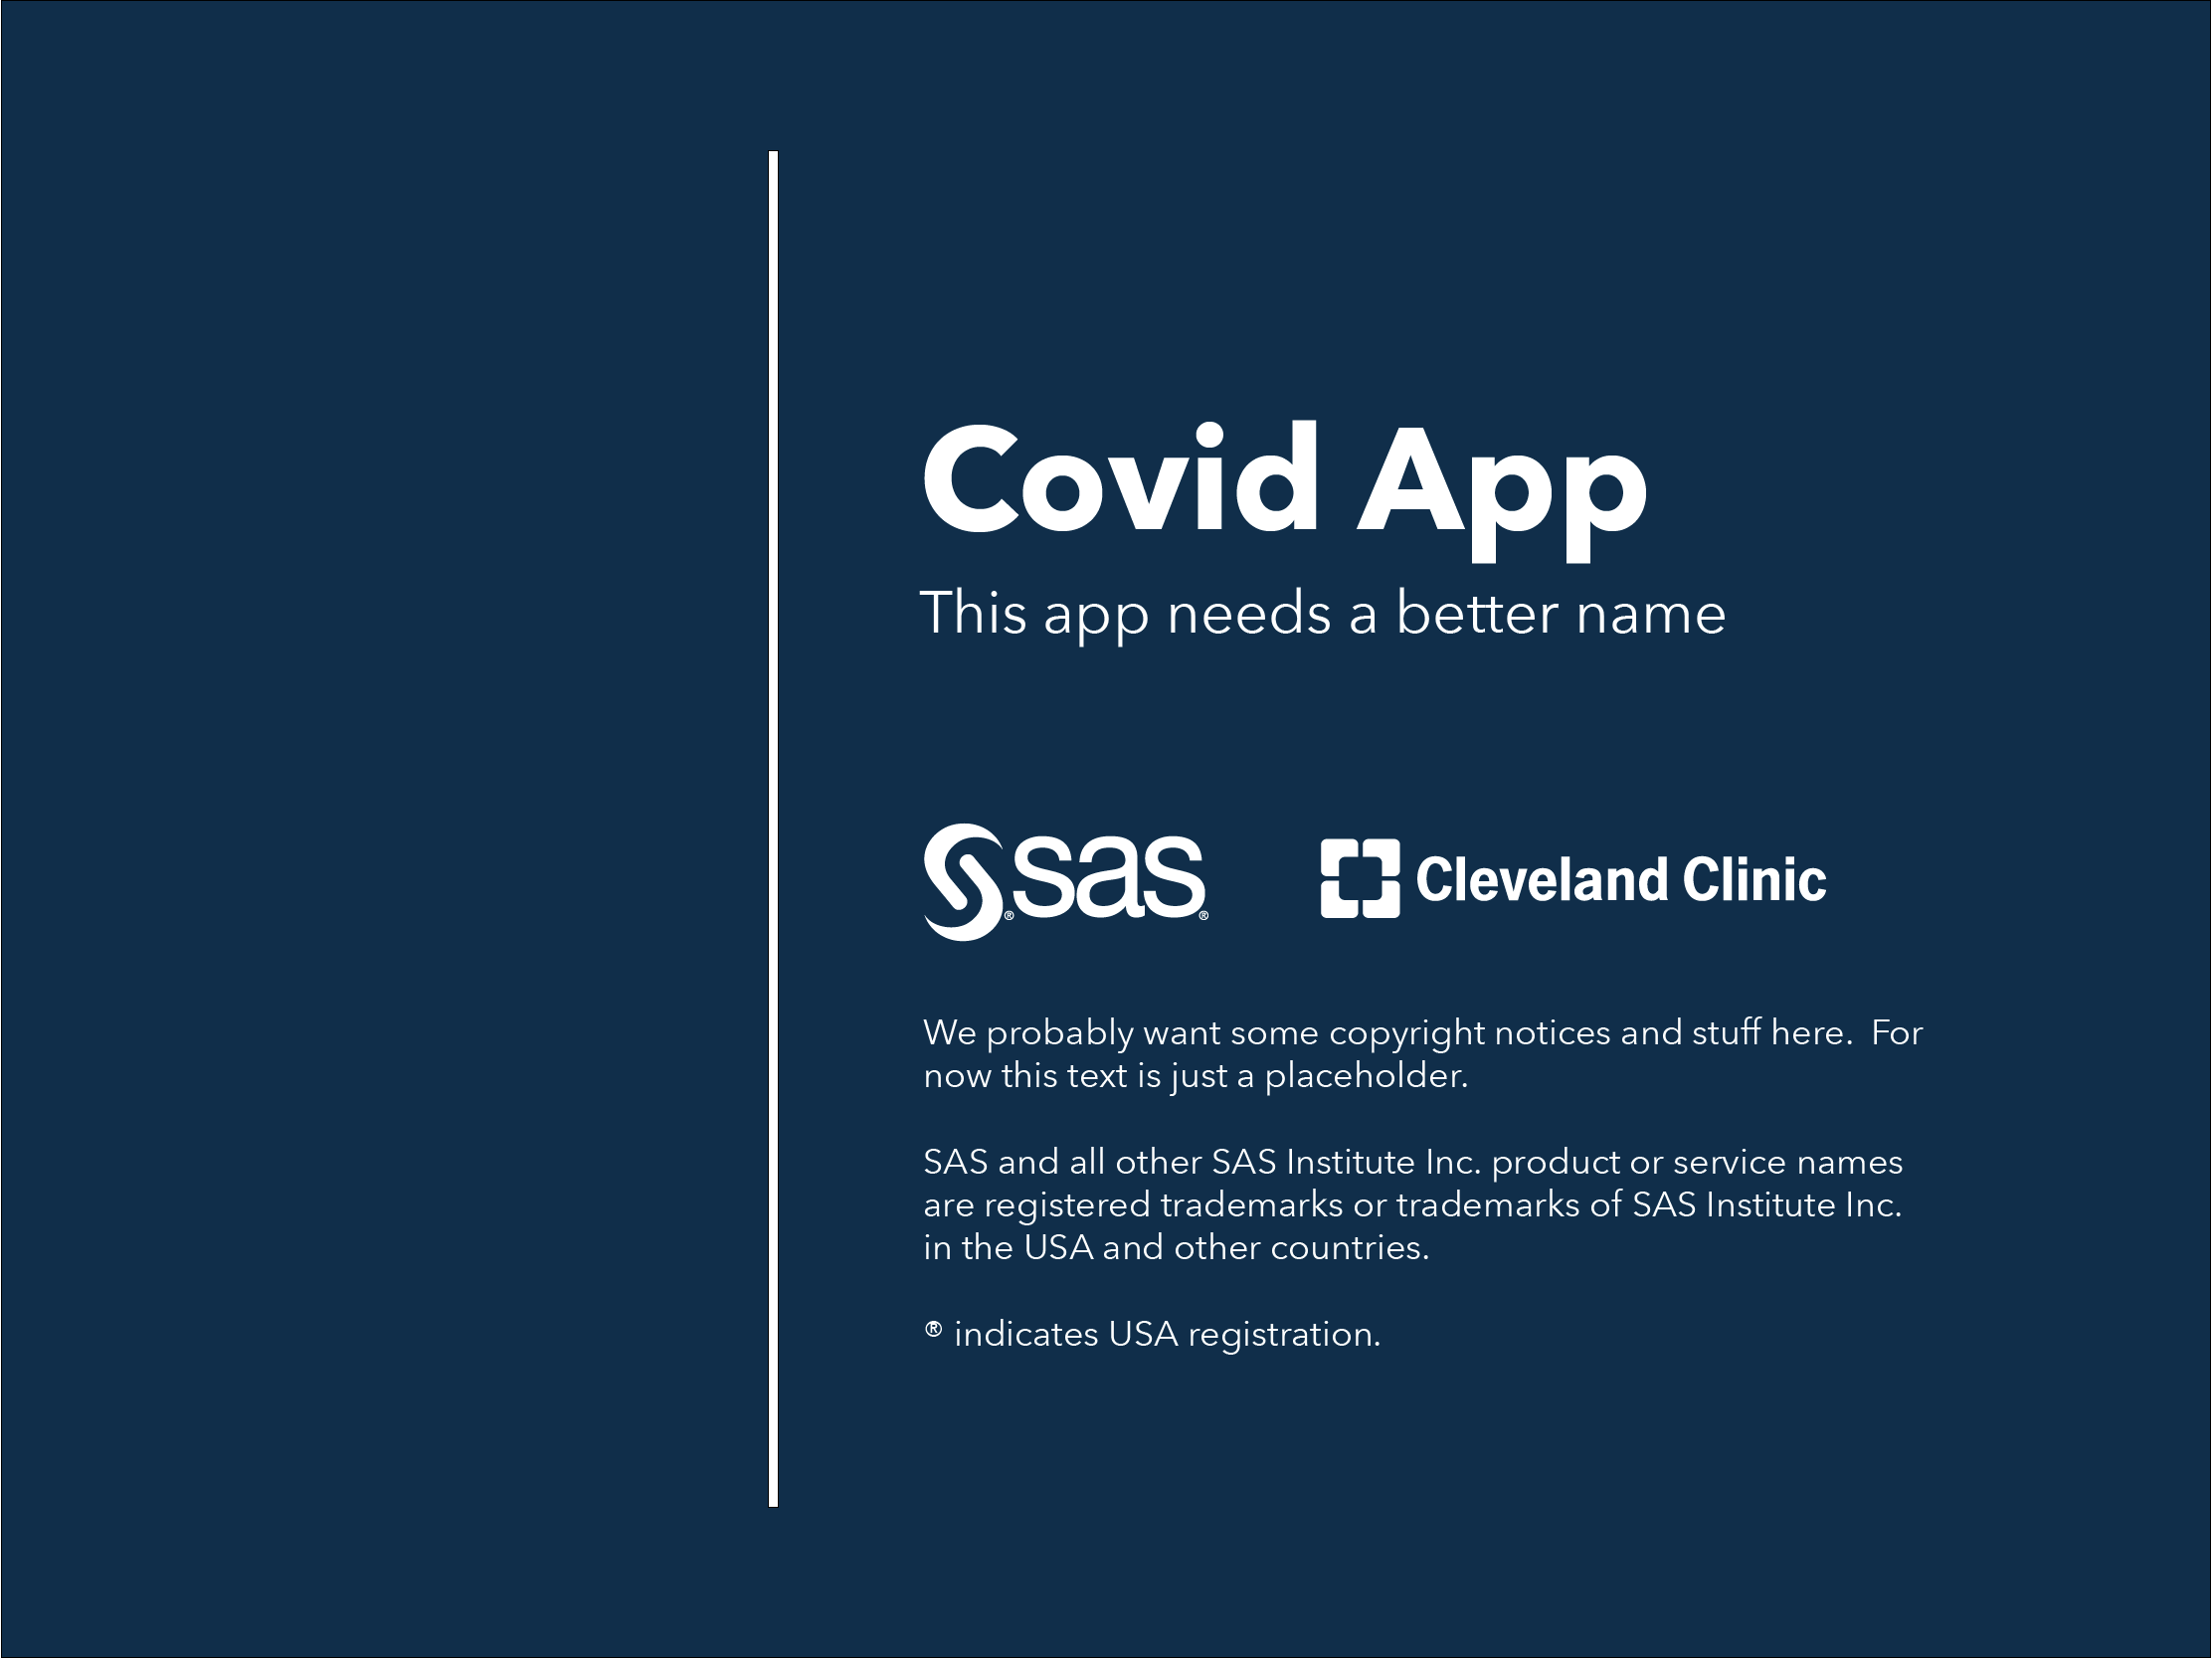 Covid App
This app needs a better name
sas® Cleveland Clinic
We probably want some copyright notices and stuff here.  For
now this text is just a placeholder.
SAS and all other SAS Institute Inc. product or service names
are registered trademarks or trademarks of SAS Institute Inc.
in the USA and other countries.
® indicates USA registration.